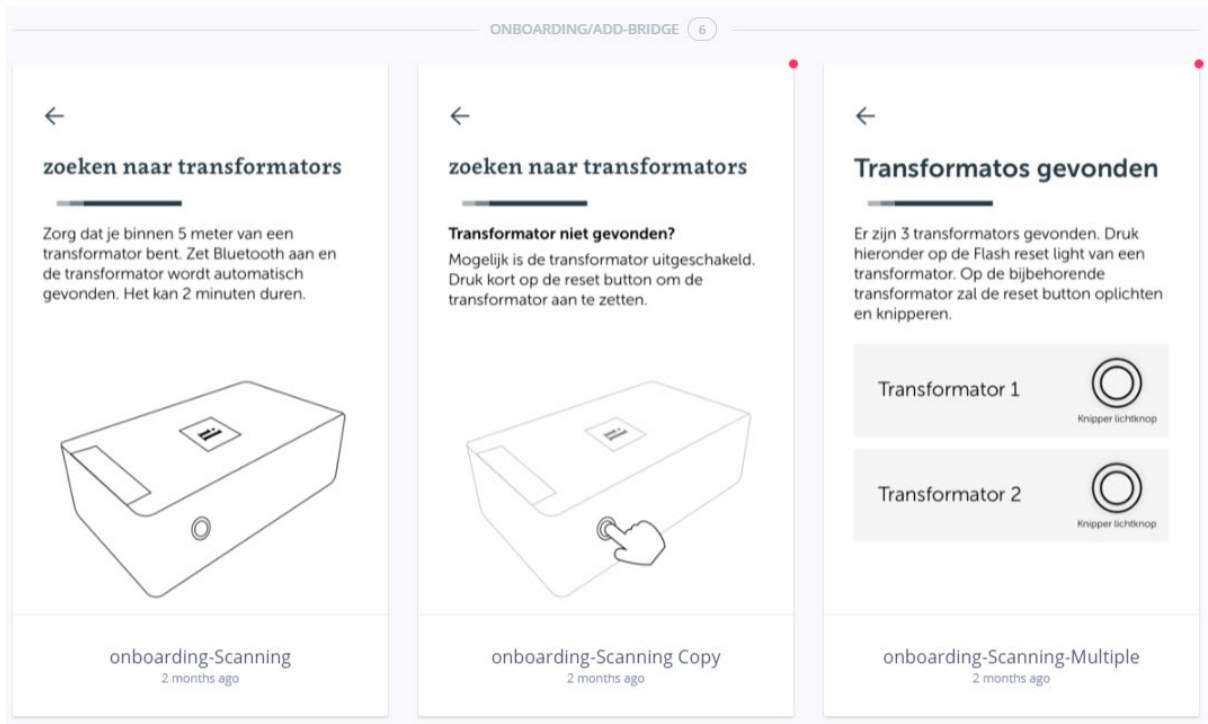 ONBOARDING/ADD-BRIDGE 6
zoeken naar transformators
Zorg dat je binnen 5 meter van een
transformator bent. Zet Bluetooth aan en
de transformator wordt automatisch
gevonden. Het kan 2 minuten duren.
onboarding-Scanning
2 months ago
zoeken naar transformators
Transformator niet gevonden?
Mogelijk is de transformator uitgeschakeld.
Druk kort op de reset button om de
transformator aan te zetten.
onboarding-Scanning Copy
2 months ago
Transformatos gevonden
Er zijn 3 transformators gevonden. Druk
hieronder op de Flash reset light van een
transformator. Op de bijbehorende
transformator zal de reset button oplichten
en knipperen.
Transformator 1
Knipper lichtknop
Transformator 2
Knipper lichtknop
onboarding-Scanning-Multiple
2 months ago